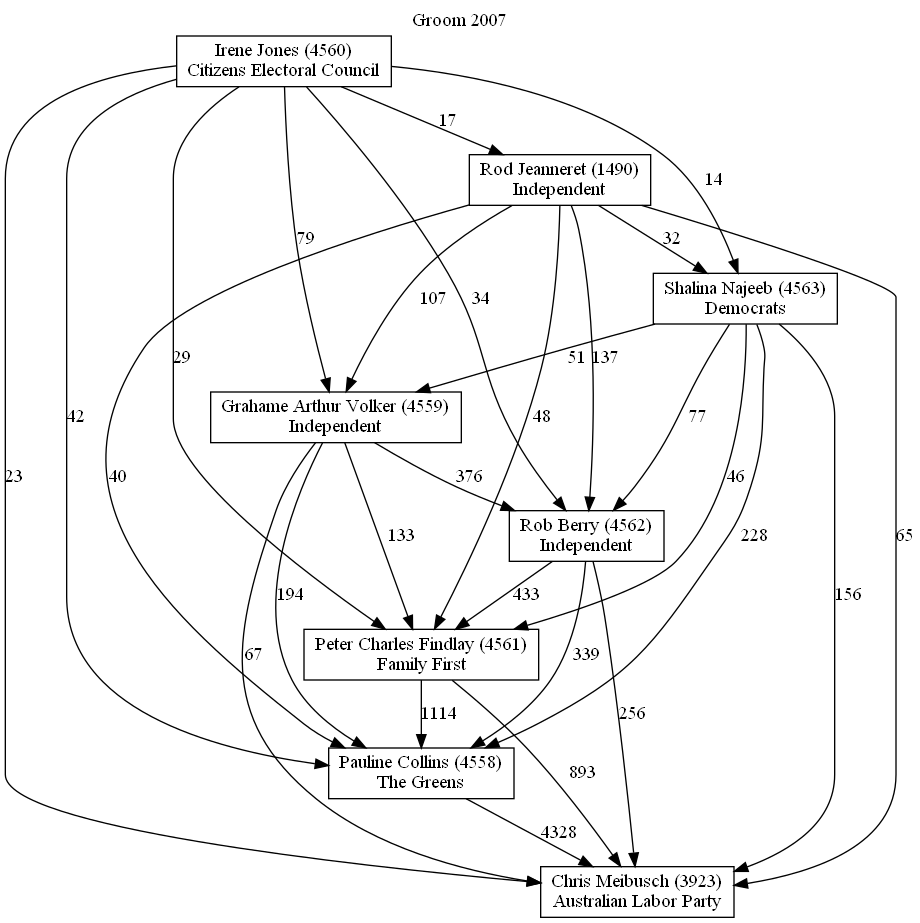 Groom 2007
Irene Jones (4560)
Citizens Electoral Council
17
Rod Jeanneret (1490)
Independent
14
79
32
107
34
Shalina Najeeb (4563)
Democrats
29
51
137
42
Grahame Arthur Volker (4559)
Independent
48
77
23
40
376
46
Rob Berry (4562)
Independent
133
228
65
194
433
156
Peter Charles Findlay (4561)
Family First
67
339
1114
256
Pauline Collins (4558)
The Greens
893
4328
Chris Meibusch (3923)
Australian Labor Party